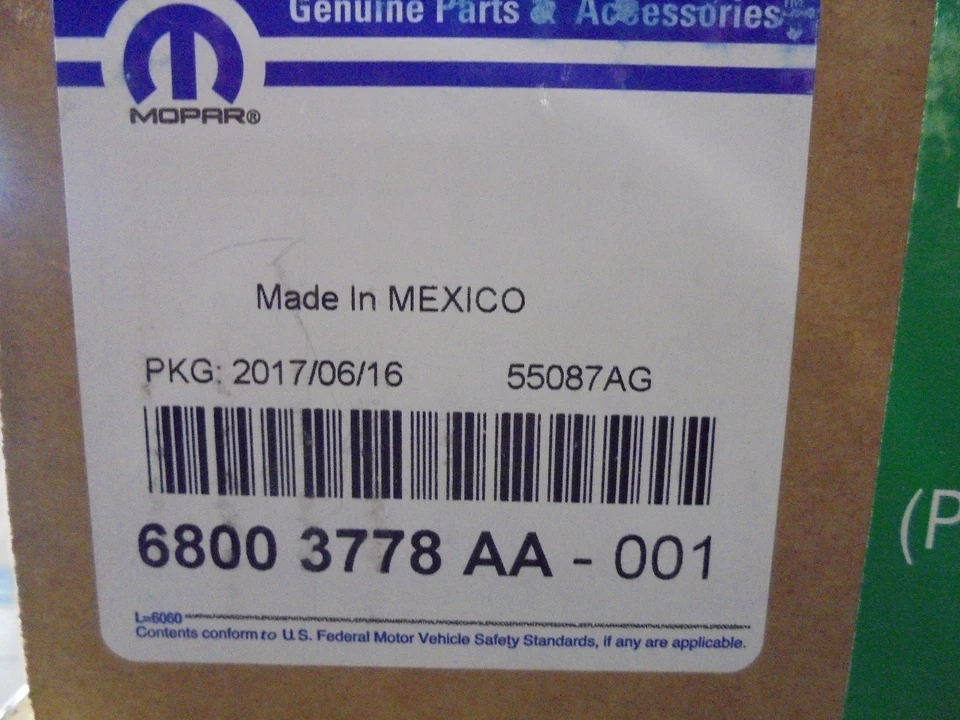 Genuine Parts & Accessories
MOPAR®
Made In MEXICO
PKG: 2017/06/16 55087AG
6800 3778 AA - 001
L=6060
Contents conform to U.S. Federal Motor Vehicle Safety Standards, if any are applicable.
(P